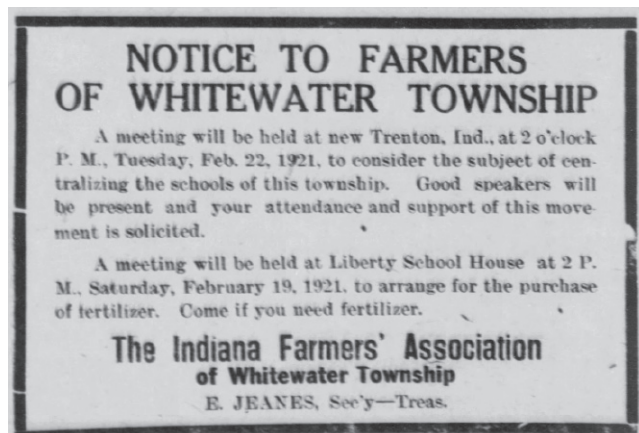 NOTICE TO FARMERS
OF WHITEWATER TOWNSHIP
A meeting will be held at new Trenton, Ind., at 2 o'clock
P. M., Tuesday, Feb. 22, 1921, to consider the subject of cen-
tralizing the schools of this township. Good speakers will
be present and your attendance and support of this move-
ment is solicited.
A meeting will be held at Liberty School House at 2 P.
M., Saturday, February 19, 1921, to arrange for the purchase
of fertilizer. Come if you need fertilizer.
The Indiana Farmers' Association
of Whitewater Township
E. JEANES, Sec'y—Treas.